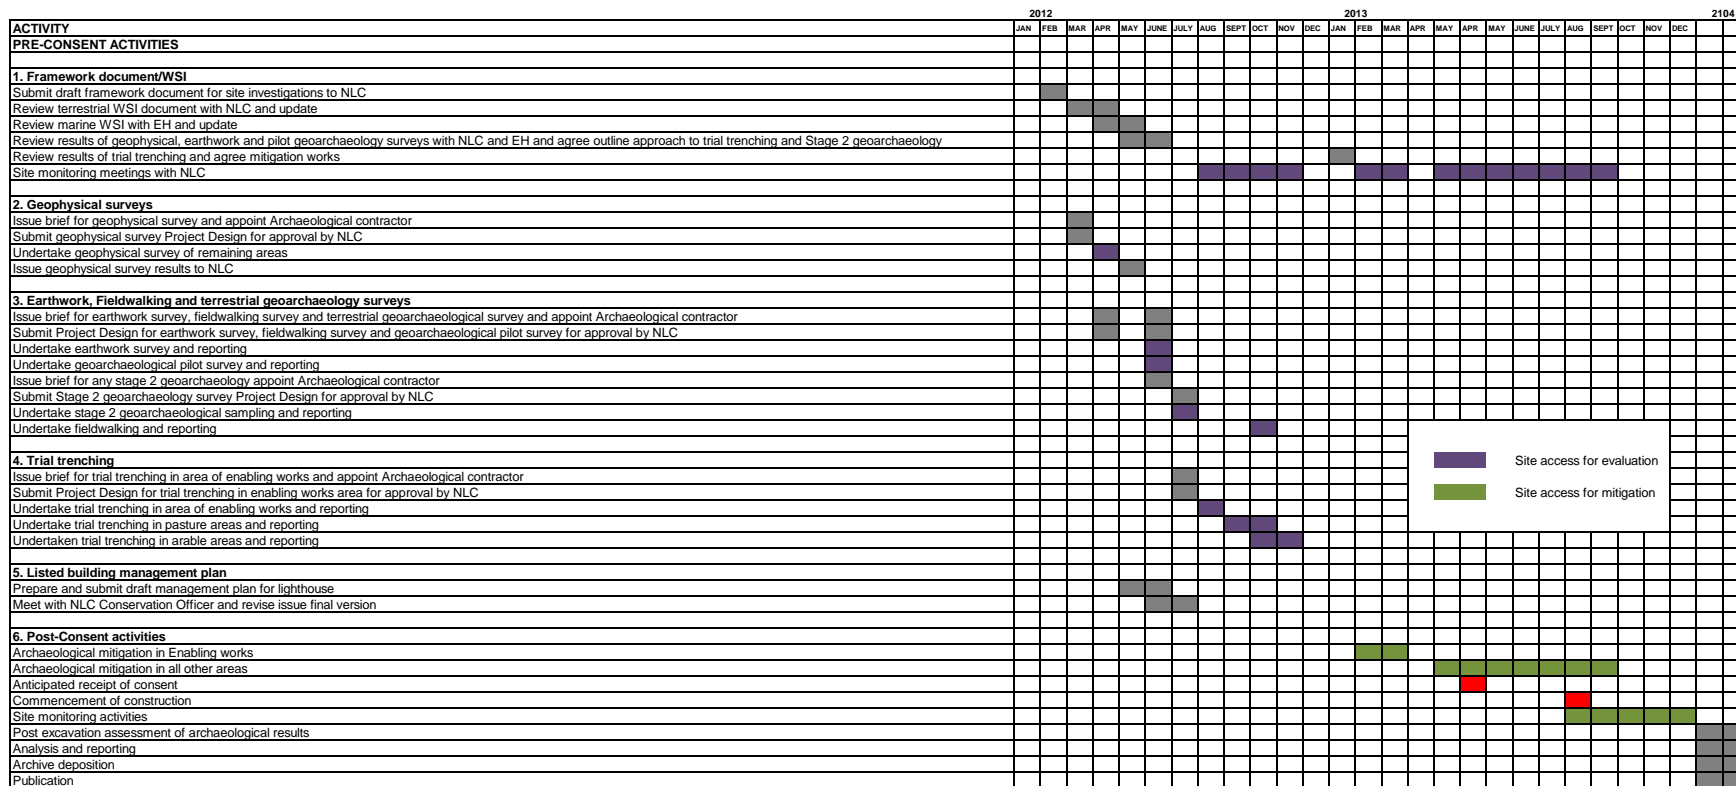 2012 2013 2104
ACTIVITY JAN FEB MAR APR MAY JUNE JULY AUG SEPT OCT NOV DEC JAN FEB MAR APR MAY APR MAY JUNE JULY AUG SEPT OCT NOV DEC
PRE-CONSENT ACTIVITIES
1. Framework document/WSI
Submit draft framework document for site investigations to NLC
Review terrestrial WSI document with NLC and update
Review marine WSI with EH and update
Review results of geophysical, earthwork and pilot geoarchaeology surveys with NLC and EH and agree outline approach to trial trenching and Stage 2 geoarchaeology
Review results of trial trenching and agree mitigation works
Site monitoring meetings with NLC
2. Geophysical surveys
Issue brief for geophysical survey and appoint Archaeological contractor
Submit geophysical survey Project Design for approval by NLC
Undertake geophysical survey of remaining areas
Issue geophysical survey results to NLC
3. Earthwork, Fieldwalking and terrestrial geoarchaeology surveys
Issue brief for earthwork survey, fieldwalking survey and terrestrial geoarchaeological survey and appoint Archaeological contractor
Submit Project Design for earthwork survey, fieldwalking survey and geoarchaeological pilot survey for approval by NLC
Undertake earthwork survey and reporting
Undertake geoarchaeological pilot survey and reporting
Issue brief for any stage 2 geoarchaeology appoint Archaeological contractor
Submit Stage 2 geoarchaeology survey Project Design for approval by NLC
Undertake stage 2 geoarchaeological sampling and reporting
Undertake fieldwalking and reporting
4. Trial trenching
Site access for evaluation
Issue brief for trial trenching in area of enabling works and appoint Archaeological contractor
Submit Project Design for trial trenching in enabling works area for approval by NLC
Site access for mitigation
Undertake trial trenching in area of enabling works and reporting
Undertake trial trenching in pasture areas and reporting
Undertaken trial trenching in arable areas and reporting
5. Listed building management plan
Prepare and submit draft management plan for lighthouse
Meet with NLC Conservation Officer and revise issue final version
6. Post-Consent activities
Archaeological mitigation in Enabling works
Archaeological mitigation in all other areas
Anticipated receipt of consent
Commencement of construction
Site monitoring activities
Post excavation assessment of archaeological results
Analysis and reporting
Archive deposition
Publication